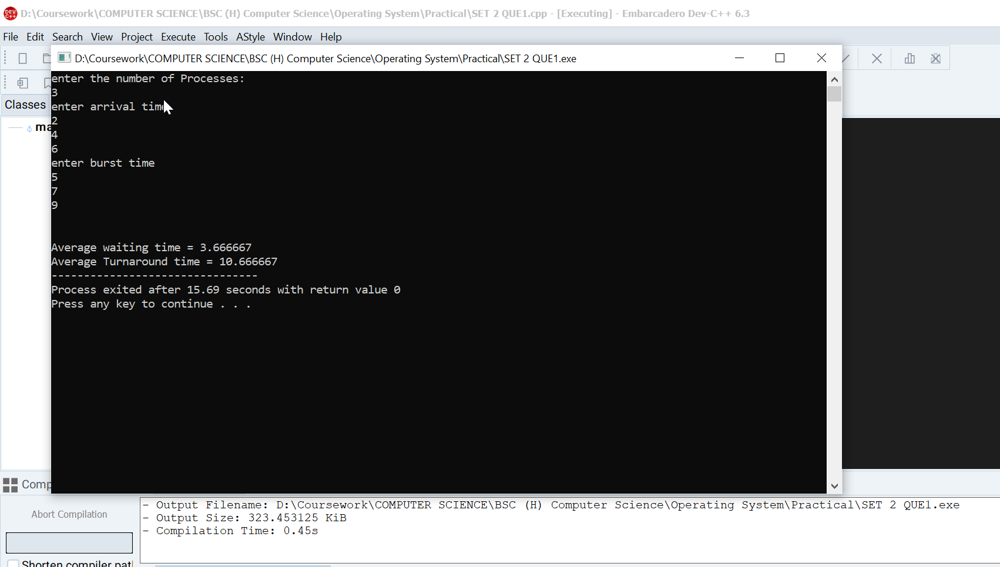 D:\Coursework\COMPUTER SCIENCE\BSC (H) Computer Science\Operating System\Practical\SET 2 QUE1.cpp - [Executing] - Embarcadero Dev-C++ 6.3
File Edit Search View Project Execute Tools AStyle Window Help
D:\Coursework\COMPUTER SCIENCE\BSC (H) Computer Science\Operating System\Practical\SET 2 QUE1.exe
enter the number of Processes:
3
Classes
enter arrival time
2
ma
4
6
enter burst time
5
7
9
Average waiting time = 3.666667
Average Turnaround time = 10.666667
--------------------------------
Process exited after 15.69 seconds with return value 0
Press any key to continue . . .
Comp
- Output Filename: D:\Coursework\COMPUTER SCIENCE\BSC (H) Computer Science\Operating System\Practical\SET 2 QUE1.exe
Abort Compilation
- Output Size: 323.453125 KiB
- Compilation Time: 0.45s
Shorten compiler pat